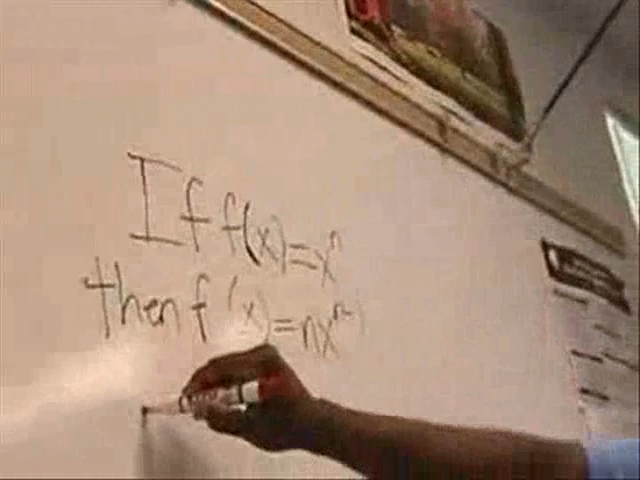 If f(x)=xⁿ
then f'(x)=nxⁿ⁻¹